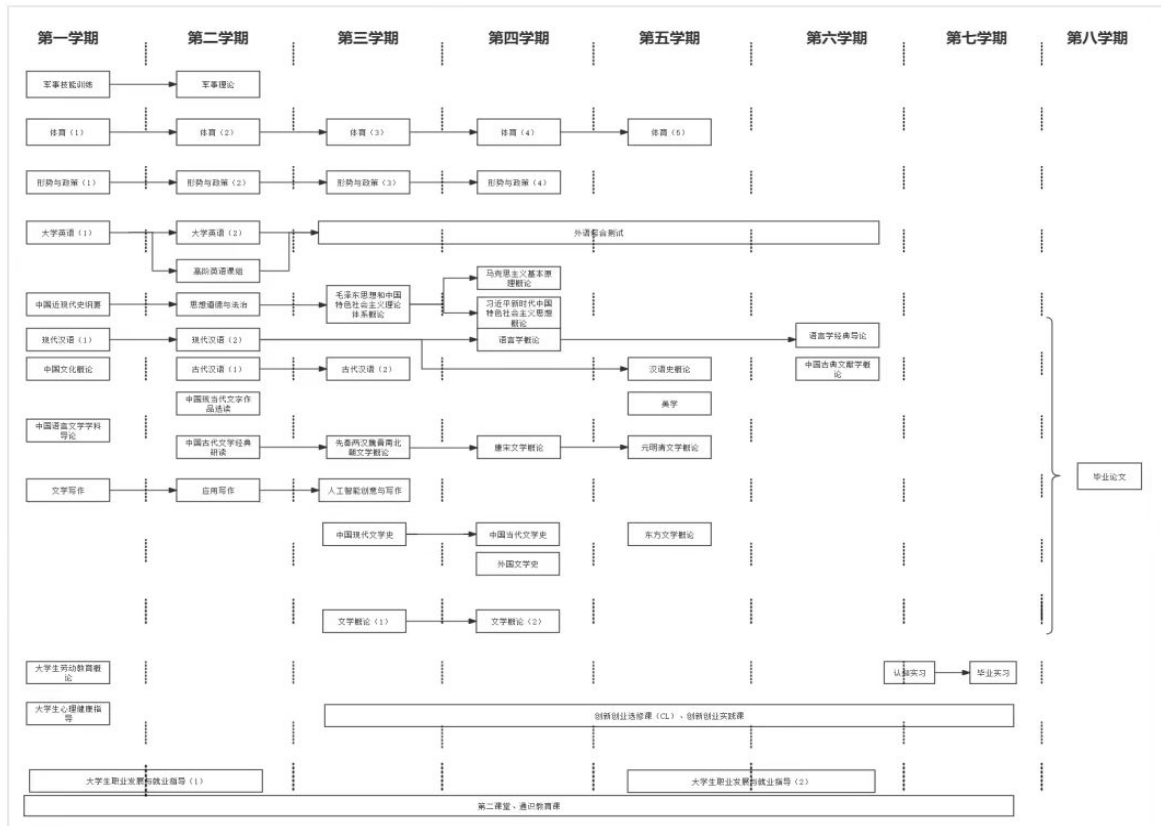 第一学期 第二学期 第三学期 第四学期 第五学期 第六学期 第七学期 第八学期
军事技能训练 军事理论
体育（1） 体育（2） 体育（3） 体育（4） 体育（5）
形势与政策（1） 形势与政策（2） 形势与政策（3） 形势与政策（4）
大学英语（1） 大学英语（2） 外语综合测试
高阶英语课组
马克思主义基本原理概论
中国近现代史纲要 思想道德与法治 毛泽东思想和中国特色社会主义理论体系概论
习近平新时代中国特色社会主义思想概论
现代汉语（1） 现代汉语（2） 语言学概论 语言学经典导论
中国文化概论 古代汉语（1） 古代汉语（2） 汉语史概论 中国古典文献学概论
中国现当代文学作品选读 美学
中国语言文学学科导论
中国古代文学经典研读 先秦两汉魏晋南北朝文学概论 唐宋文学概论 元明清文学概论
文学写作 应用写作 人工智能创意与写作 毕业论文
中国现代文学史 中国当代文学史 东方文学概论
外国文学史
文学概论（1） 文学概论（2）
大学生劳动教育概论 认知实习 毕业实习
大学生心理健康指导 创新创业选修课（CL）、创新创业实践课
大学生职业发展与就业指导（1） 大学生职业发展与就业指导（2）
第二课堂、通识教育课